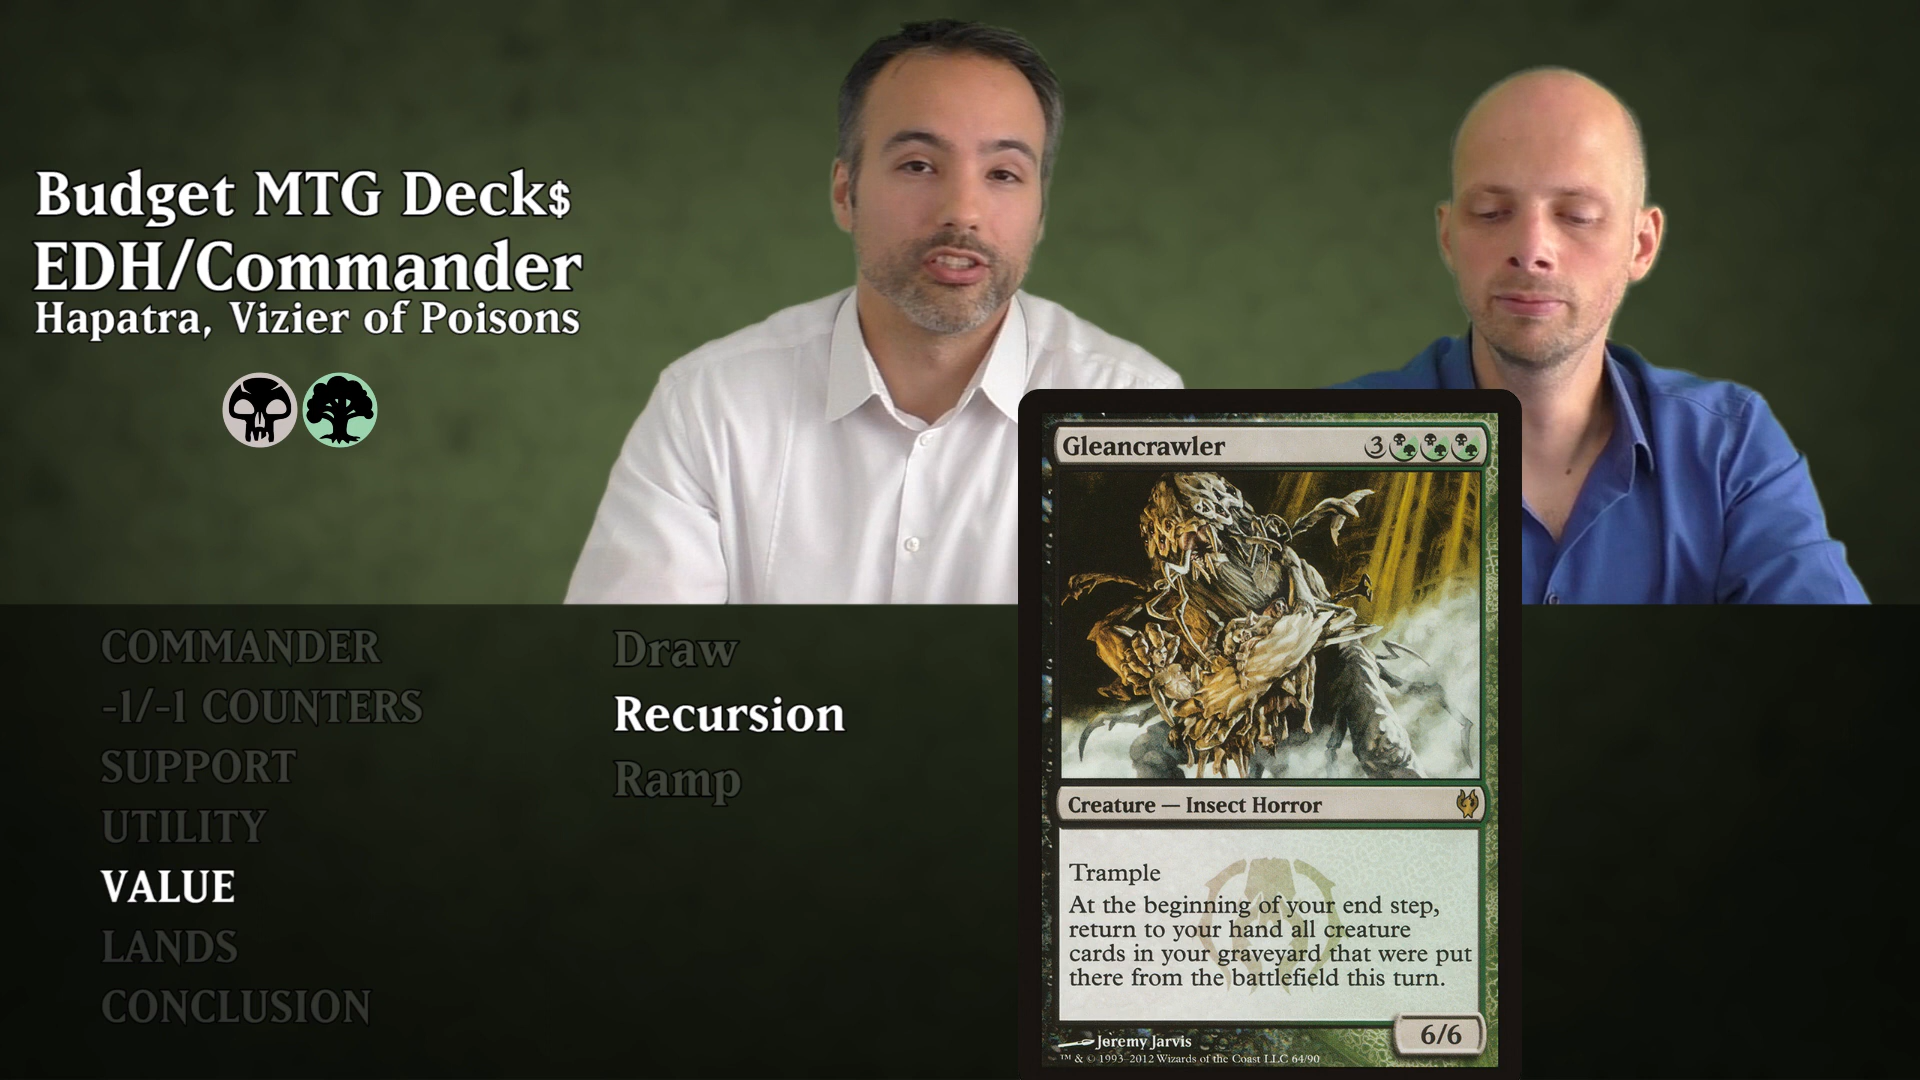 Budget MTG Deck$
EDH/Commander
Hapatra, Vizier of Poisons
COMMANDER
-1/-1 COUNTERS
SUPPORT
UTILITY
VALUE
LANDS
CONCLUSION
Draw
Recursion
Ramp
Gleancrawler 3
Creature — Insect Horror
Trample
At the beginning of your end step,
return to your hand all creature
cards in your graveyard that were put
there from the battlefield this turn.
6/6
Jeremy Jarvis
™ & © 1993–2012 Wizards of the Coast LLC 64/90